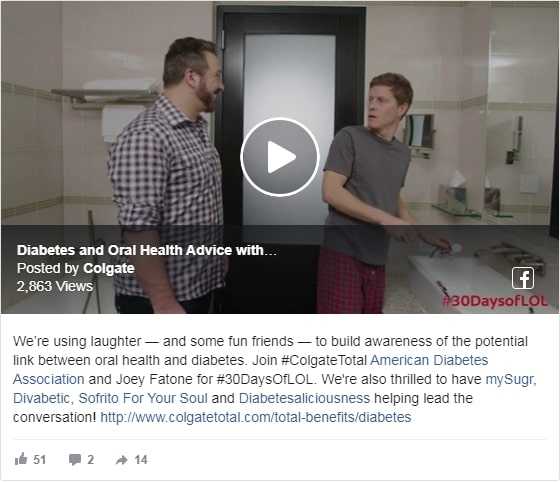 Diabetes and Oral Health Advice with...
Posted by Colgate
2,863 Views
#30DaysofLOL
We're using laughter — and some fun friends — to build awareness of the potential
link between oral health and diabetes. Join #ColgateTotal American Diabetes
Association and Joey Fatone for #30DaysOfLOL. We're also thrilled to have mySugr,
Divabetic, Sofrito For Your Soul and Diabetesaliciousness helping lead the
conversation! http://www.colgatetotal.com/total-benefits/diabetes
51 2 14